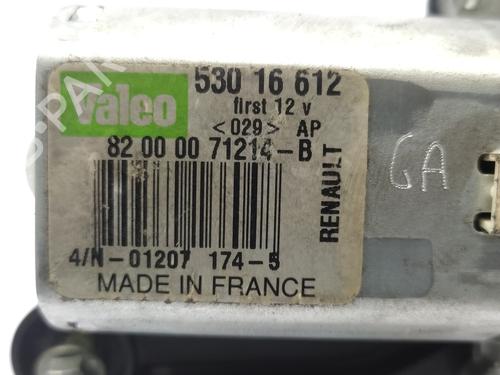 valeo
530 16 612
first 12 v
<029> AP
82 00 00 71214-B
RENAULT
4/N-01207 174-5
MADE IN FRANCE
GA